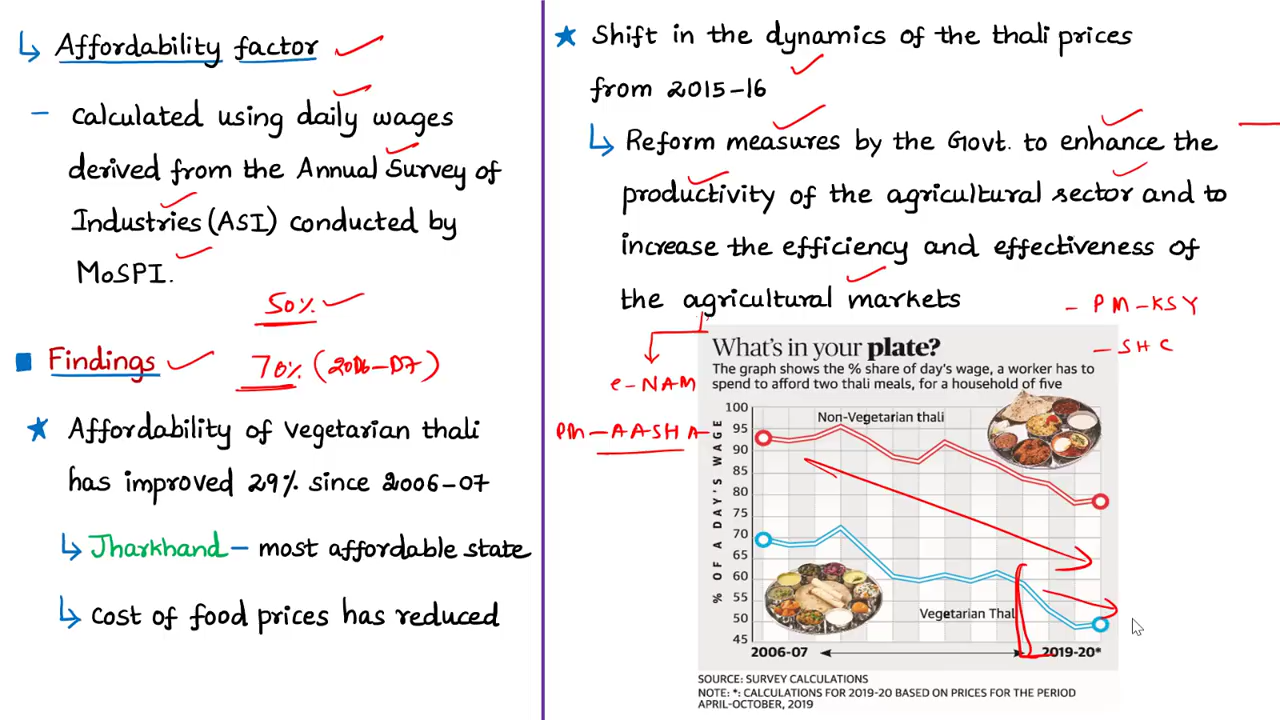 Affordability factor
- Calculated using daily wages
derived from the Annual Survey of
Industries (ASI) conducted by
MoSPI.
50%
Findings 70% (2006-07)
Affordability of vegetarian thali
has improved 29% since 2006-07
Jharkhand - most affordable state
Cost of food prices has reduced
Shift in the dynamics of the thali prices
from 2015-16
Reform measures by the Govt. to enhance the
productivity of the agricultural sector and to
increase the efficiency and effectiveness of
the agricultural markets
- PM-KSY
- SHC
e-NAM
PM-AASHA
What's in your plate?
The graph shows the % share of day's wage, a worker has to
spend to afford two thali meals, for a household of five
% OF A DAY'S WAGE
100
95
90
85
80
75
70
65
60
55
50
45
Non-Vegetarian thali
Vegetarian Thal
2006-07 2019-20*
SOURCE: SURVEY CALCULATIONS
NOTE: *: CALCULATIONS FOR 2019-20 BASED ON PRICES FOR THE PERIOD
APRIL-OCTOBER, 2019